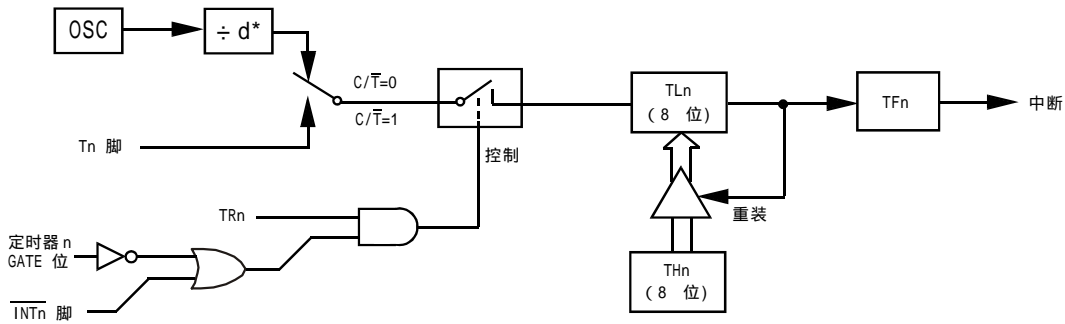 OSC
÷ d*
C/T̅=0
C/T̅=1
Tn 脚
控制
TLn
(8 位)
TFn
中断
重装
THn
(8 位)
TRn
定时器 n
GATE 位
I̅N̅T̅n̅ 脚